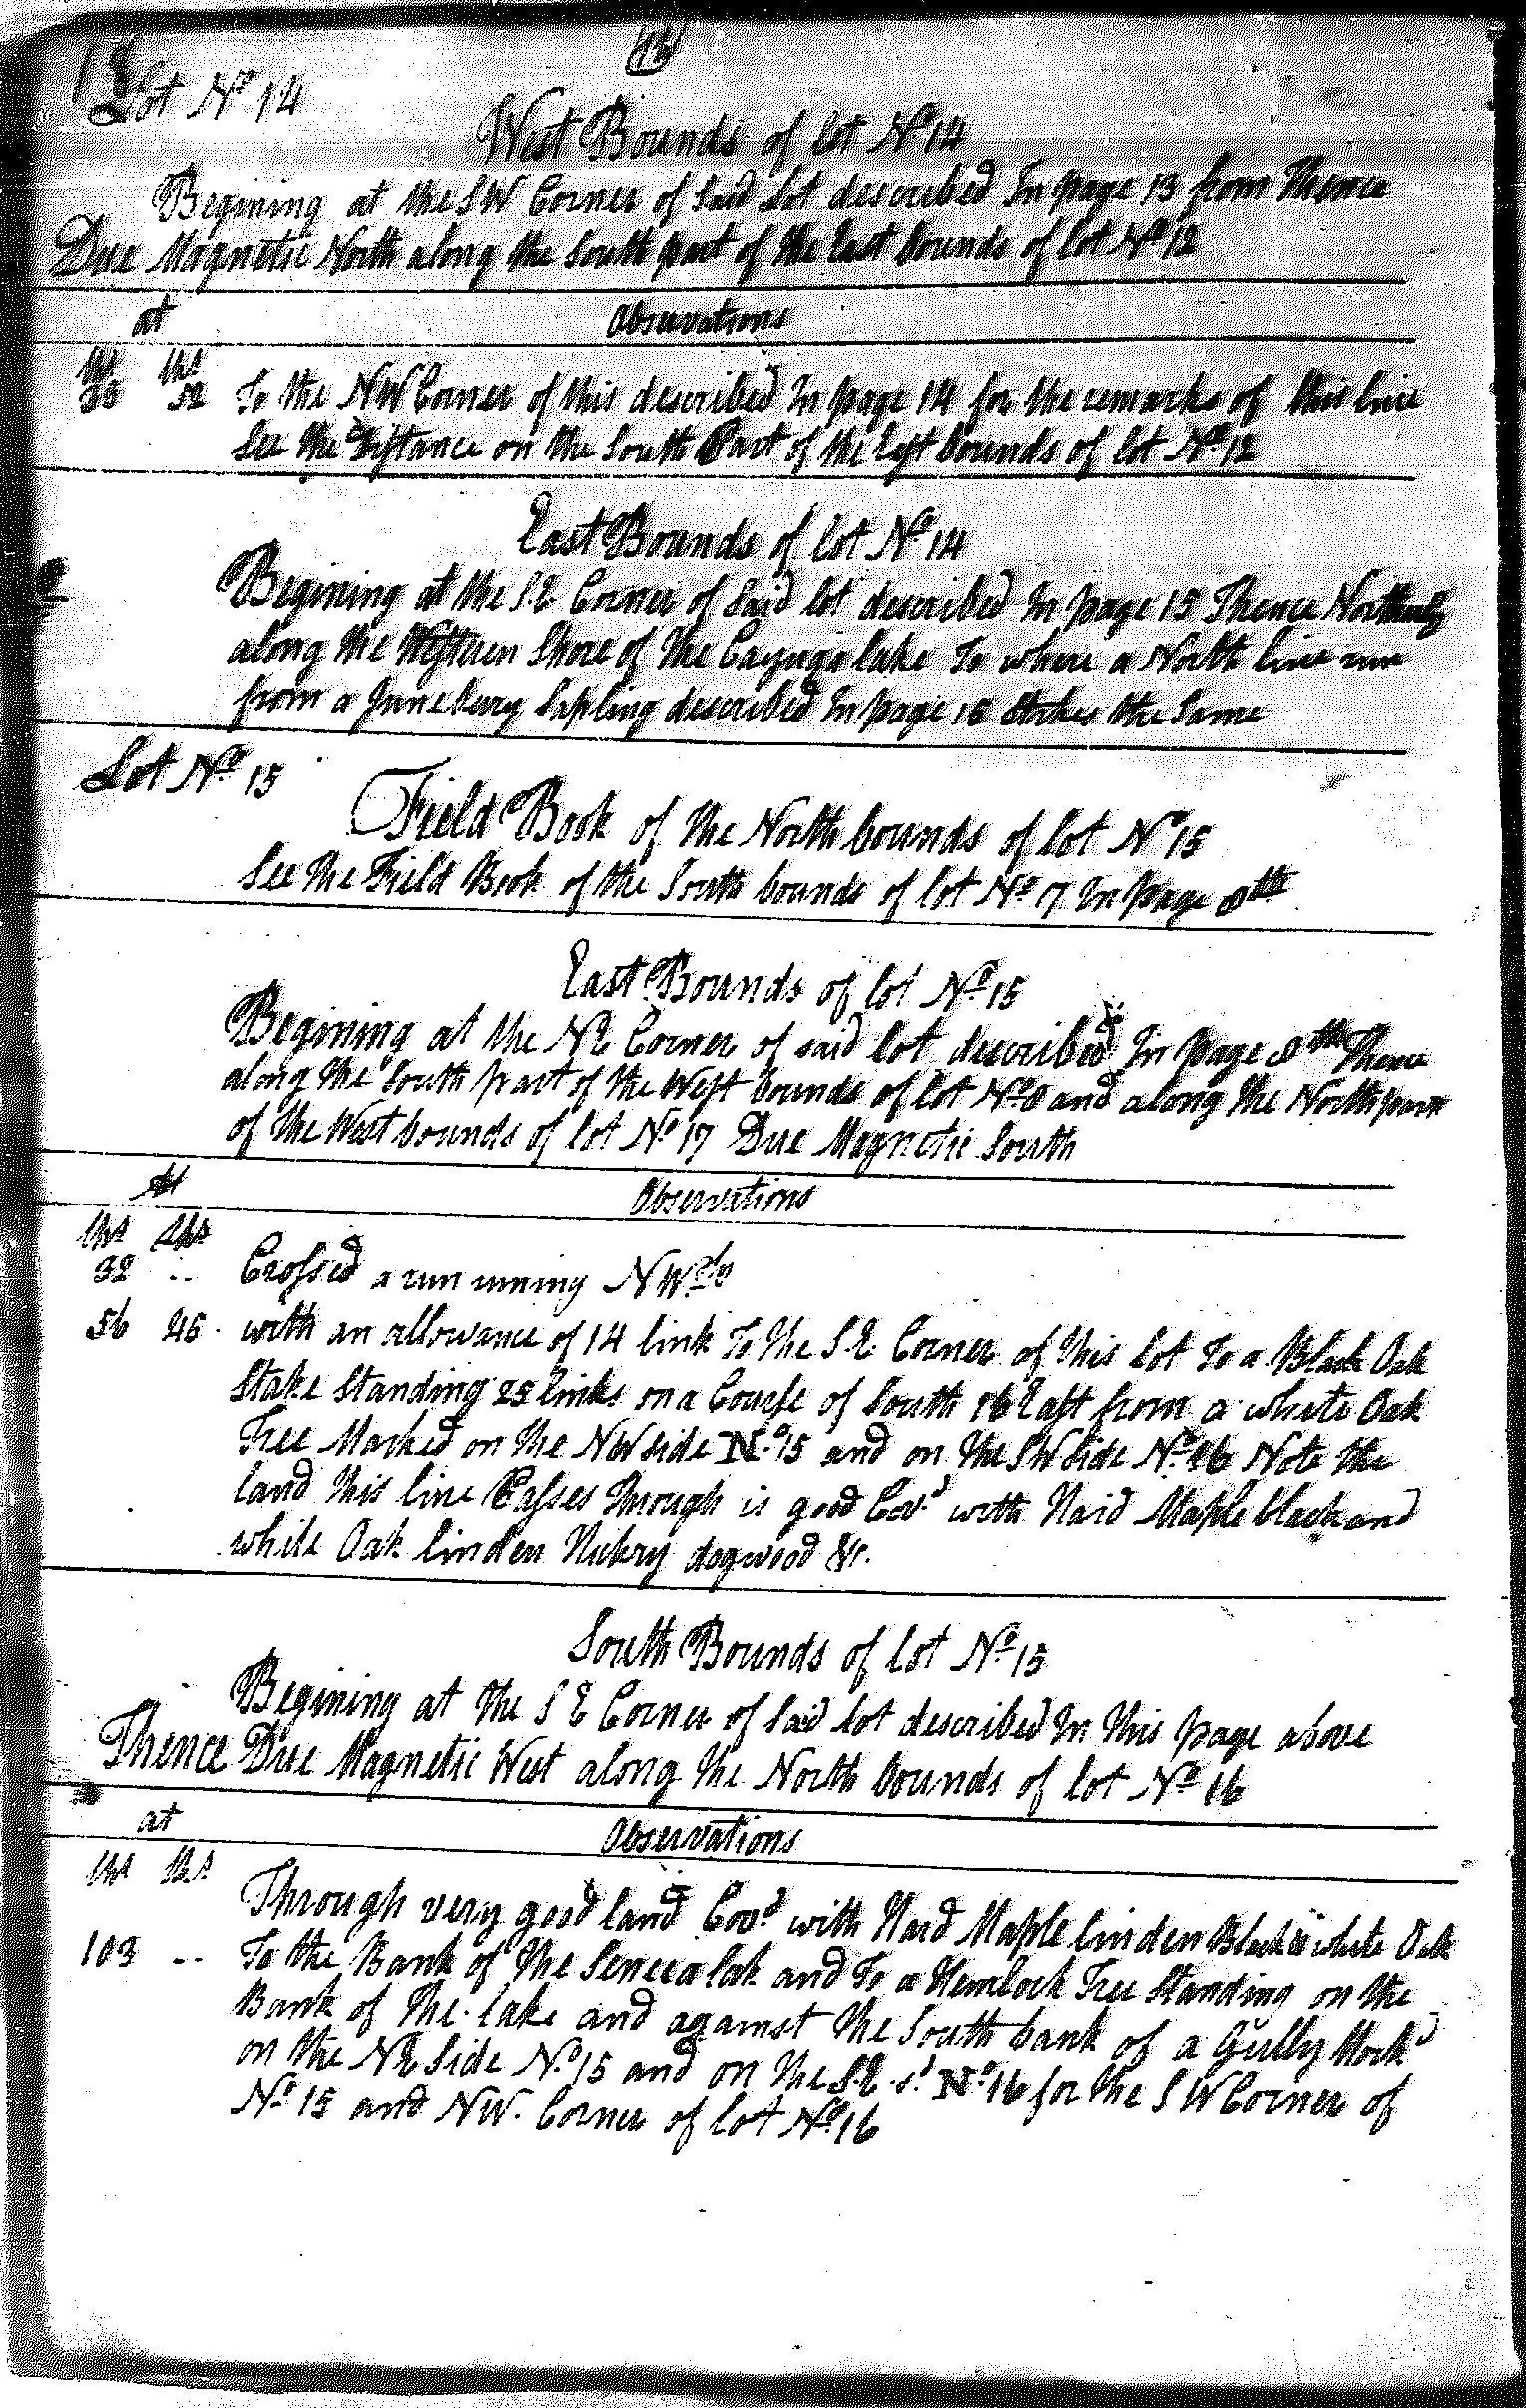 16
Lot No 14
West Bounds of lot No 14
Begining at the SW Corner of Said Lot described In page 13 from Thence
Due Magnetic North along the South part of the East bounds of lot No 12
at
Observations
chs lks
52 To the NW Corner of this described In page 14 for the remarks of this line
See the Distance on the South Part of the East bounds of lot No 12
East Bounds of lot No 14
Begining at the S.E Corner of Said lot described In page 15 Thence Northerly
along the Western Shore of the Cayuga lake To where a North line run
from a Juneberry Sapling described In page 15 Strikes the Same
Lot No 15
Field Book of the North bounds of lot No 15
See the Field Book of the South bounds of lot No 7 In page 8th
East Bounds of lot No 15
Begining at the NE Corner of said lot described In page 8th Thence
along the South part of the West bounds of lot No 8 and along the North part
of the West bounds of lot No 17 Due Magnetic South
At
Observations
chs lks
32 .. Crossed a run runing NWly
56 45 with an allowance of 14 link To the S.E. Corner of this lot To a Black Oak
Stake Standing 25 links on a Course of South 16 East from a white Oak
Tree Marked on the NW side No 15 and on the SW Side No 16 Note the
land this line Passes through is good Covd with Hard Maple black and
white Oak linden Hickry dogwood &c.
South Bounds of lot No 15
Begining at the S E Corner of Said lot described In this page above
Thence Due Magnetic West along the North bounds of lot No 16
at
Observations
chs lks
Through very good land Covd with Hard Maple linden Black & white Oak
103 .. To the Bank of the Seneca lak and To a Hemlock Tree Standing on the
Bank of the lake and against the South bank of a Gully Markd
on the NE Side No 15 and on the S.E. sd No 16 for the SW Corner of
No 15 and NW. Corner of lot No 16